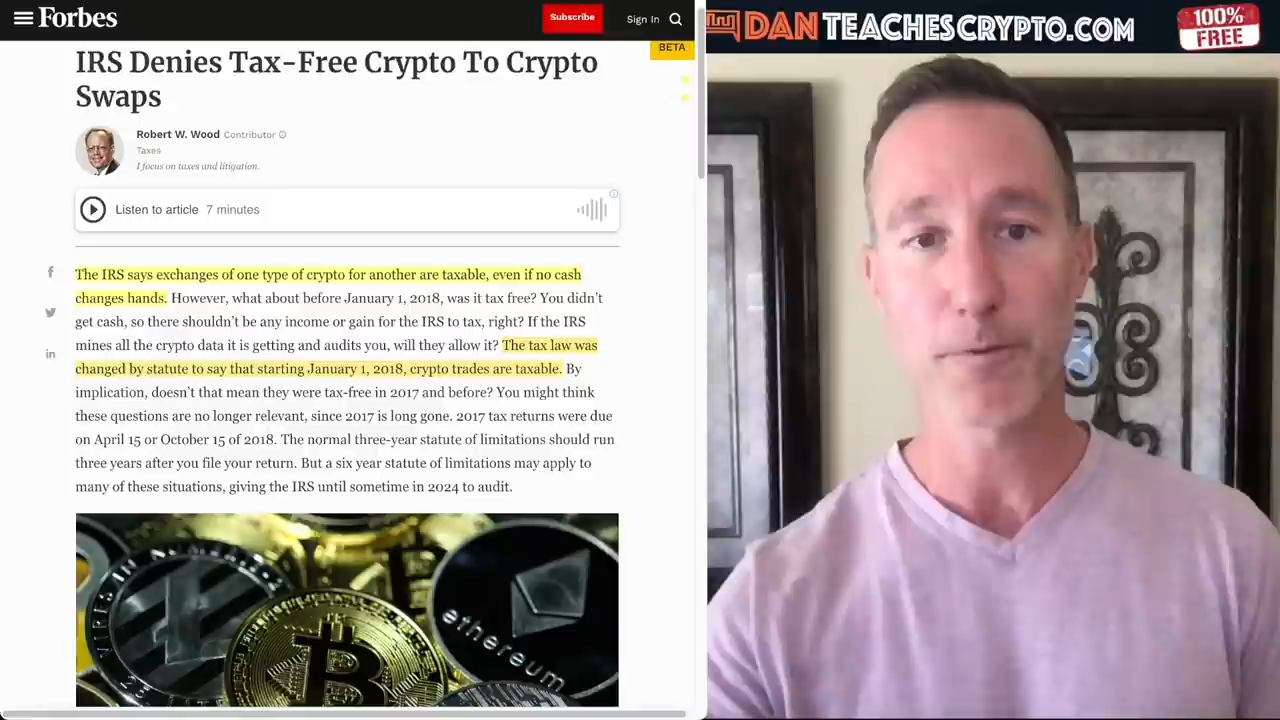 Forbes
Subscribe
Sign In
BETA
IRS Denies Tax-Free Crypto To Crypto
Swaps
Robert W. Wood Contributor
Taxes
I focus on taxes and litigation.
Listen to article 7 minutes
The IRS says exchanges of one type of crypto for another are taxable, even if no cash
changes hands. However, what about before January 1, 2018, was it tax free? You didn't
get cash, so there shouldn't be any income or gain for the IRS to tax, right? If the IRS
mines all the crypto data it is getting and audits you, will they allow it? The tax law was
changed by statute to say that starting January 1, 2018, crypto trades are taxable. By
implication, doesn't that mean they were tax-free in 2017 and before? You might think
these questions are no longer relevant, since 2017 is long gone. 2017 tax returns were due
on April 15 or October 15 of 2018. The normal three-year statute of limitations should run
three years after you file your return. But a six year statute of limitations may apply to
many of these situations, giving the IRS until sometime in 2024 to audit.
ethereum
DANTEACHESCRYPTO.COM
100%
FREE